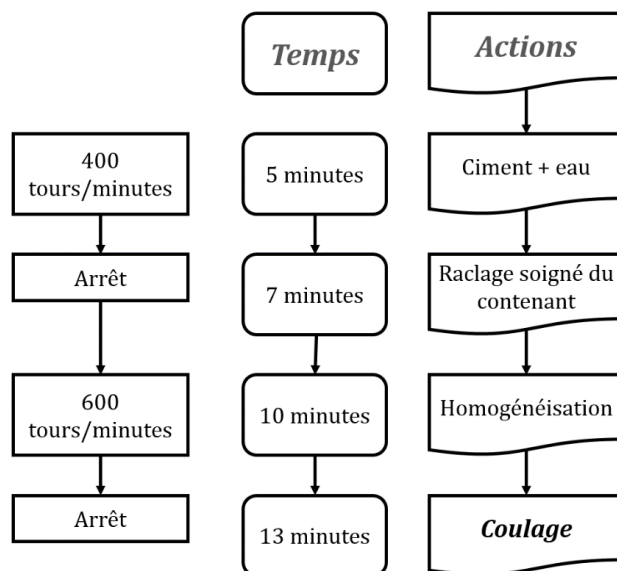 Temps
Actions
400
tours/minutes
5 minutes
Ciment + eau
Arrêt
7 minutes
Raclage soigné du
contenant
600
tours/minutes
10 minutes
Homogénéisation
Arrêt
13 minutes
Coulage